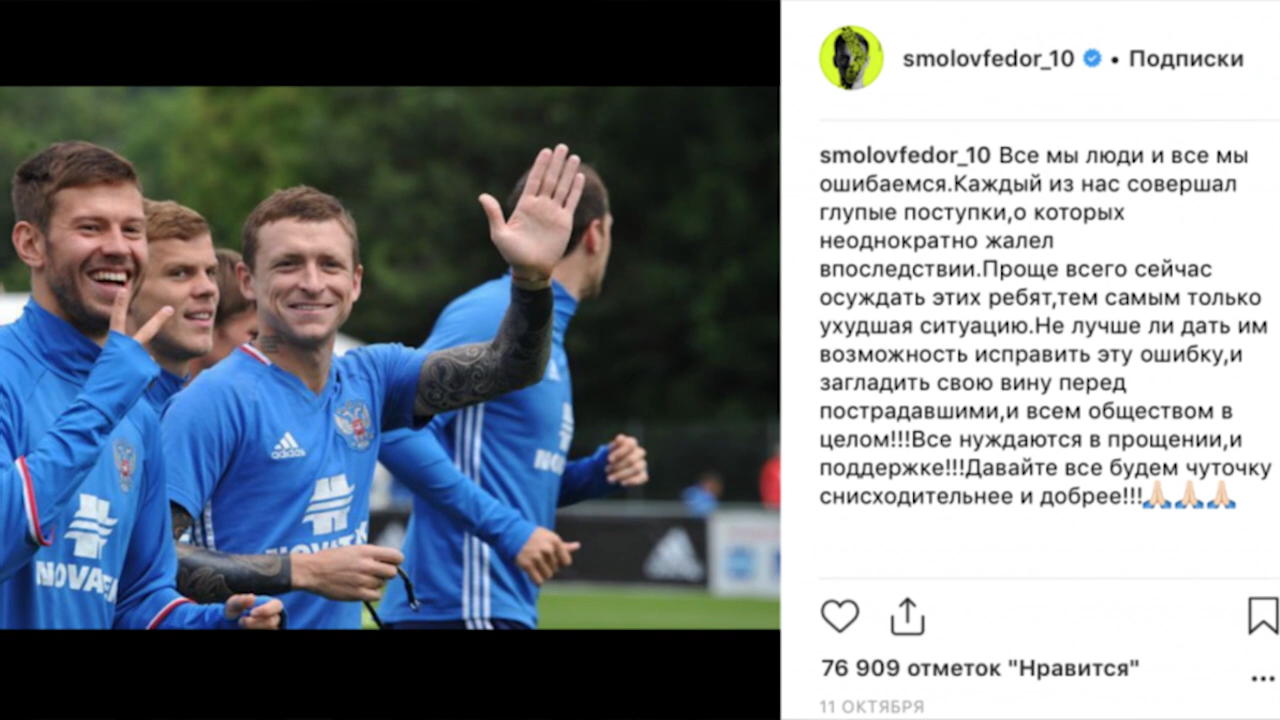 smolovfedor_10 • Подписки
smolovfedor_10 Все мы люди и все мы
ошибаемся.Каждый из нас совершал
глупые поступки,о которых
неоднократно жалел
впоследствии.Проще всего сейчас
осуждать этих ребят,тем самым только
ухудшая ситуацию.Не лучше ли дать им
возможность исправить эту ошибку,и
загладить свою вину перед
пострадавшими,и всем обществом в
целом!!!Все нуждаются в прощении,и
поддержке!!!Давайте все будем чуточку
снисходительнее и добрее!!!🙏🏻🙏🏻🙏🏻
76 909 отметок "Нравится"
...
11 ОКТЯБРЯ
adidas